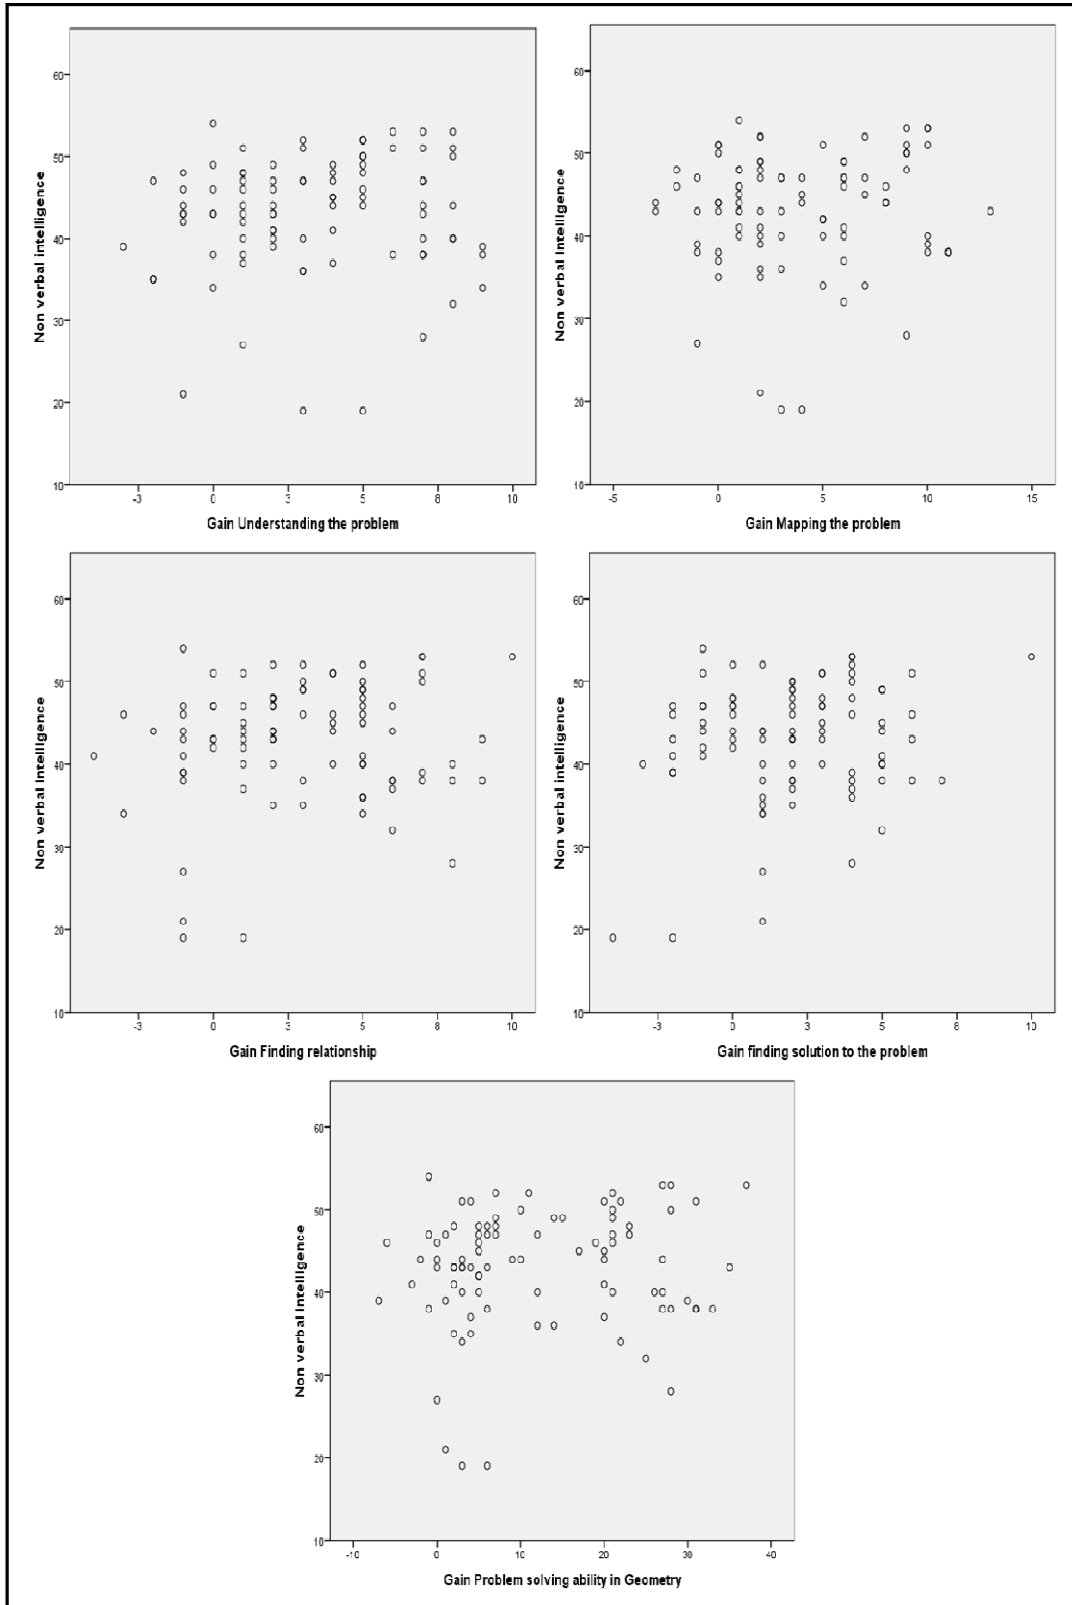 60
50
40
30
20
10
Non verbal intelligence
-3 0 3 5 8 10
Gain Understanding the problem
60
50
40
30
20
10
Non verbal intelligence
-5 0 5 10 15
Gain Mapping the problem
60
50
40
30
20
10
Non verbal intelligence
-3 0 3 5 8 10
Gain Finding relationship
60
50
40
30
20
10
Non verbal intelligence
-3 0 3 5 8 10
Gain finding solution to the problem
60
50
40
30
20
10
Non verbal intelligence
-10 0 10 20 30 40
Gain Problem solving ability in Geometry